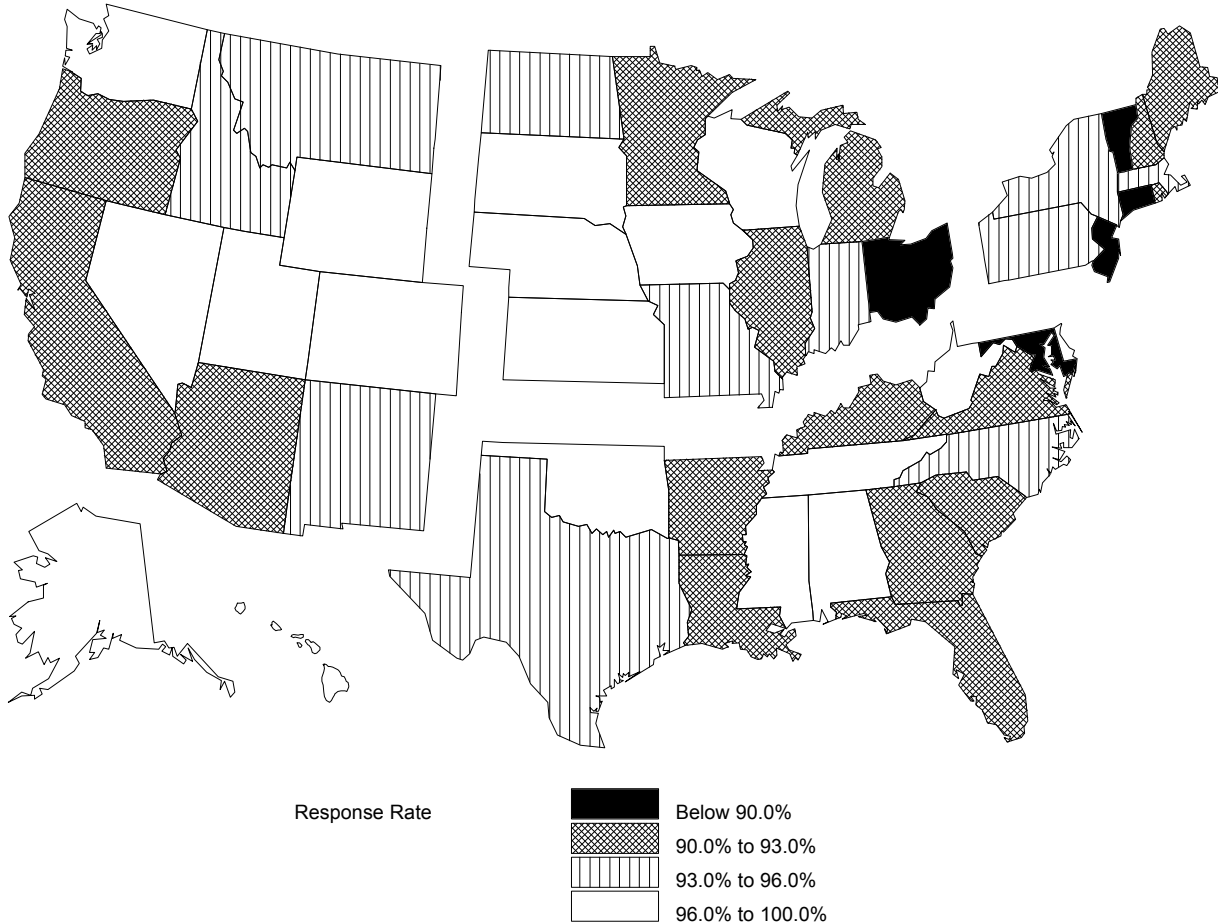 Response Rate
Below 90.0%
90.0% to 93.0%
93.0% to 96.0%
96.0% to 100.0%